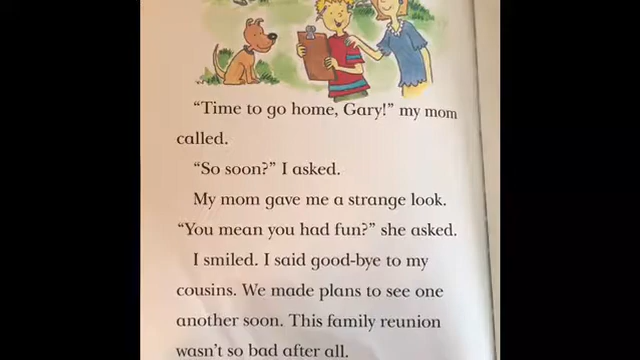 “Time to go home, Gary!” my mom
called.
“So soon?” I asked.
My mom gave me a strange look.
“You mean you had fun?” she asked.
I smiled. I said good-bye to my
cousins. We made plans to see one
another soon. This family reunion
wasn’t so bad after all.